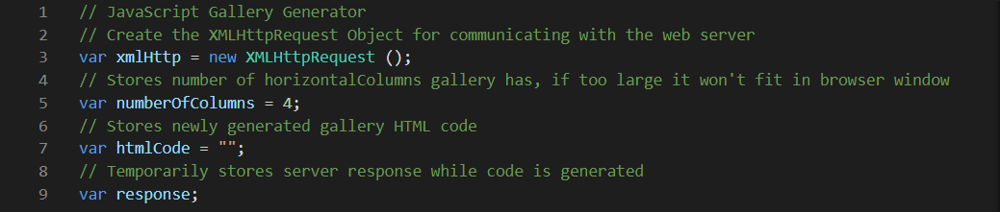 1 // JavaScript Gallery Generator
2 // Create the XMLHttpRequest Object for communicating with the web server
3 var xmlHttp = new XMLHttpRequest ();
4 // Stores number of horizontalColumns gallery has, if too large it won't fit in browser window
5 var numberOfColumns = 4;
6 // Stores newly generated gallery HTML code
7 var htmlCode = "";
8 // Temporarily stores server response while code is generated
9 var response;